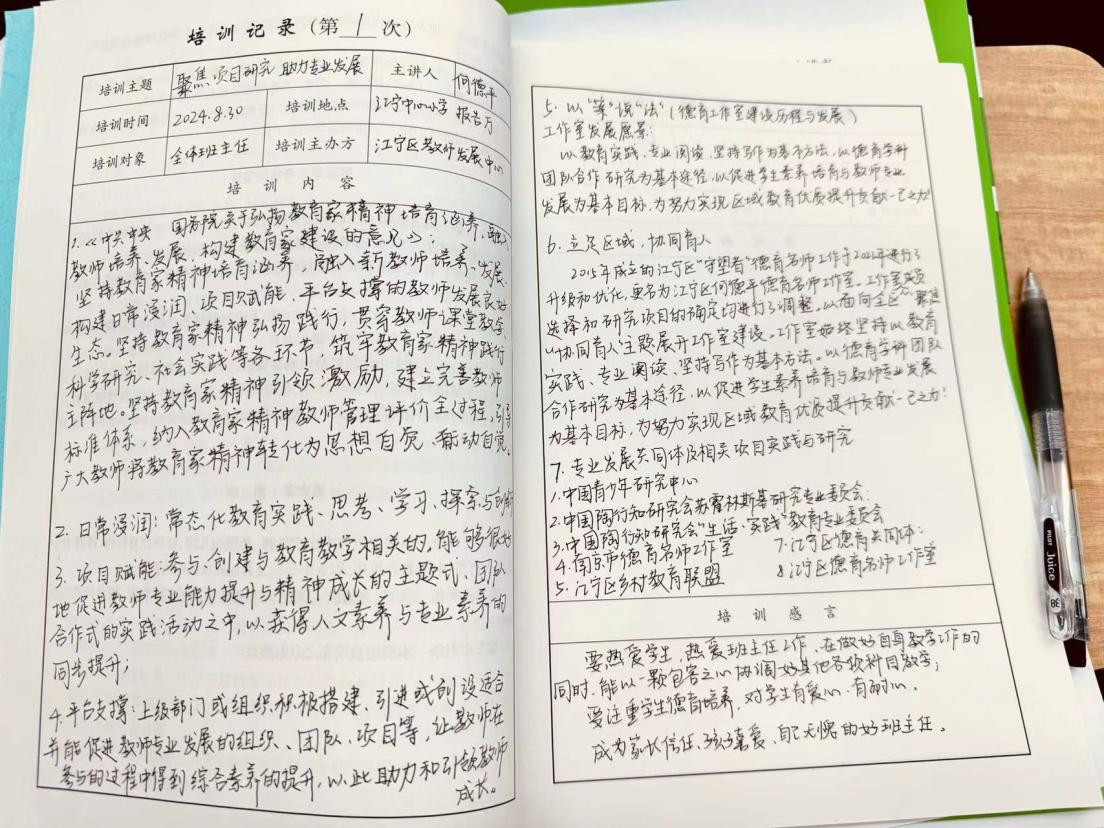 培训记录（第1次）
培训主题 聚焦项目研究 助力专业发展 主讲人 何德平
培训时间 2024.8.30 培训地点 江宁中心小学 报告厅
培训对象 全体班主任 培训主办方 江宁区教师发展中心
培训内容
1.《中共中央 国务院关于弘扬教育家精神培育涵养，融入
教师培养、发展，构建教育家建设的意见》：
坚持教育家精神培育涵养，融入新教师培养、发展，
构建日常浸润、项目赋能、平台支撑的教师发展良好
生态。坚持教育家精神弘扬践行，贯穿教师课堂教学、
科学研究、社会实践等各环节，筑牢教育家精神践行
主阵地。坚持教育家精神引领激励，建立完善教师
标准体系，纳入教育家精神教师管理评价全过程，引导
广大教师将教育家精神转化为思想自觉、行动自觉。
2. 日常浸润：常态化教育实践、思考、学习、探索与创新
3. 项目赋能：参与、创建与教育教学相关的，能够很好
地促进教师专业能力提升与精神成长的主题式、团队
合作式的实践活动之中，以获得人文素养与专业素养的
同步提升；
4. 平台支撑：上级部门或组织积极搭建、引进或创设适合
并能促进教师专业发展的组织、团队、项目等，让教师在
参与的过程中得到综合素养的提升，以此助力和引领教师
成长。
5. 以"案"说"法"（德育工作室建设历程与发展）
工作室发展愿景：
以教育实践、专业阅读、坚持写作为基本方法，以德育学科
团队合作研究为基本途径，以促进学生素养培育与教师专业
发展为基本目标，为努力实现区域教育优质提升贡献一己之力！
6. 立足区域，协同育人
2015年成立的江宁区"守望者"德育名师工作于2021年进行了
升级和优化，更名为江宁区何德平德育名师工作室。工作室成员
选择和研究项目的确定均进行了调整。以面向全区、聚焦
"协同育人"主题展开工作室建设。工作室始终坚持以教育
实践、专业阅读、坚持写作为基本方法。以德育学科团队
合作研究为基本途径，以促进学生素养培育与教师专业发展
为基本目标，为努力实现区域教育优质提升贡献一己之力！
7. 专业发展共同体及相关项目实践与研究
1. 中国青少年研究中心
2. 中国陶行知研究会苏霍林斯基研究专业委员会：
3. 中国陶行知研究会"生活·实践"教育专业委员会
4. 南京市德育名师工作室 7. 江宁区德育共同体：
5. 江宁区乡村教育联盟 8. 江宁区德育名师工作室
培训感言
要热爱学生，热爱班主任工作、在做好自身教学工作的
同时，能以一颗包容之心协调好其他各项科目教学；
要注重学生德育培养，对学生有爱心、有耐心。
成为家长信任、孩子喜爱、自己无愧的好班主任。
PILOT Juice
38